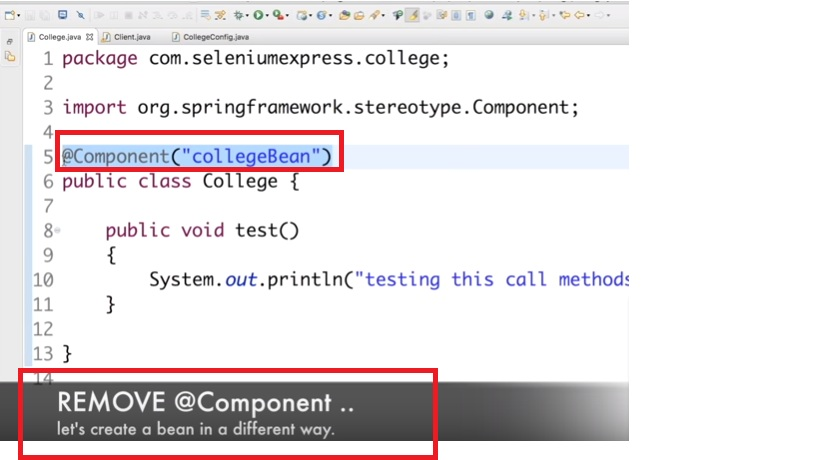 College.java Client.java CollegeConfig.java
1 package com.seleniumexpress.college;
2
3 import org.springframework.stereotype.Component;
4
5 @Component("collegeBean")
6 public class College {
7
8 public void test()
9 {
10 System.out.println("testing this call methods
11 }
12
13 }
14
REMOVE @Component ..
let's create a bean in a different way.